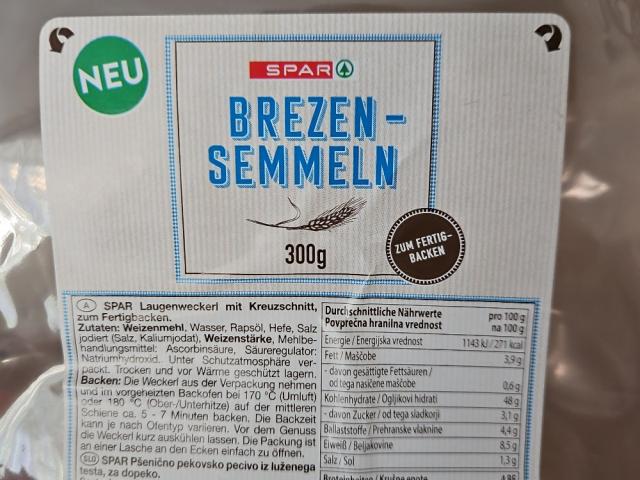 NEU
SPAR
BREZEN-
SEMMELN
300g
ZUM FERTIG-
BACKEN
A SPAR Laugenweckerl mit Kreuzschnitt,
zum Fertigbacken.
Zutaten: Weizenmehl, Wasser, Rapsöl, Hefe, Salz
jodiert (Salz, Kaliumjodat), Weizenstärke, Mehlbe-
handlungsmittel: Ascorbinsäure, Säureregulator:
Natriumhydroxid. Unter Schutzatmosphäre ver-
packt. Trocken und vor Wärme geschützt lagern.
Backen: Die Weckerl aus der Verpackung nehmen
und im vorgeheizten Backofen bei 170 °C (Umluft)
oder 180 °C (Ober-/Unterhitze) auf der mittleren
Schiene ca. 5 - 7 Minuten backen. Die Backzeit
kann je nach Ofentyp variieren. Vor dem Genuss
die Weckerl kurz auskühlen lassen. Die Packung ist
an einer Lasche an den Ecken einfach zu öffnen.
SLO SPAR Pšenično pekovsko pecivo iz luženega
testa, za dopeko.
Durchschnittliche Nährwerte pro 100 g
Povprečna hranilna vrednost na 100 g
Energie / Energijska vrednost 1143 kJ / 271 kcal
Fett / Maščobe 3,9 g
- davon gesättigte Fettsäuren /
od tega nasičene maščobe 0,6 g
Kohlenhydrate / Ogljikovi hidrati 48 g
- davon Zucker / od tega sladkorji 3,1 g
Ballaststoffe / Prehranske vlaknine 4,4 g
Eiweiß / Beljakovine 8,5 g
Salz / Sol 1,3 g
Broteinheiten / Krušne enote 4 BE